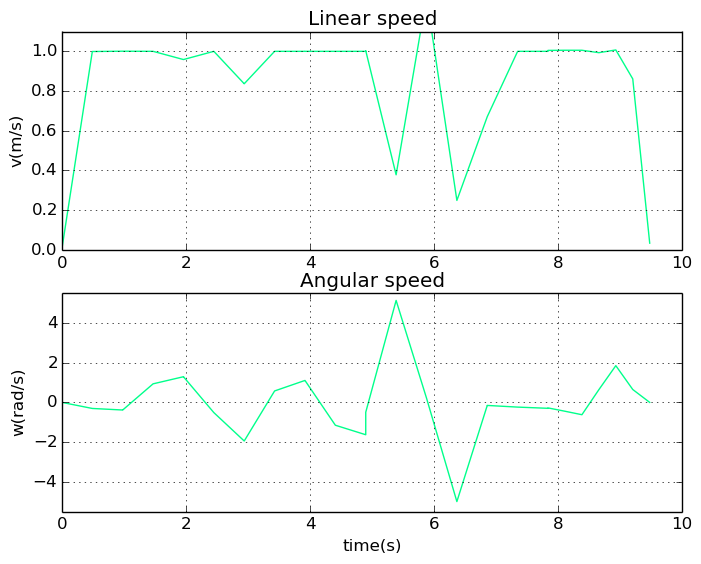 Linear speed
v(m/s)
1.0
0.8
0.6
0.4
0.2
0.0
0 2 4 6 8 10
Angular speed
w(rad/s)
4
2
0
−2
−4
0 2 4 6 8 10
time(s)